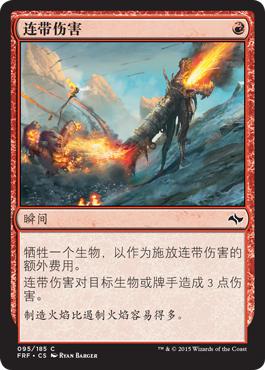 连带伤害
瞬间
牺牲一个生物，以作为施放连带伤害的
额外费用。
连带伤害对目标生物或牌手造成 3 点伤
害。
制造火焰比遏制火焰容易得多。
095/185 C
FRF • CS RYAN BARGER
™ & © 2015 Wizards of the Coast